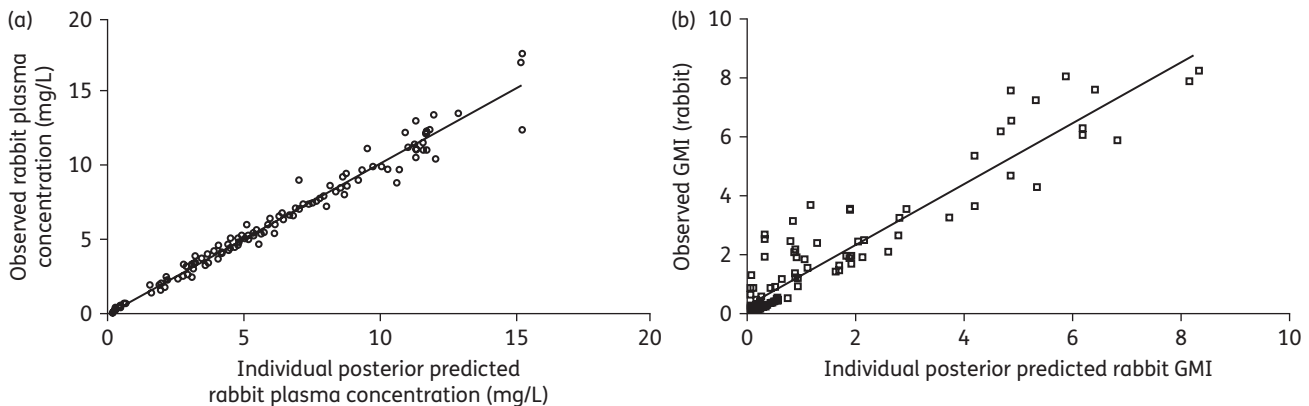 (a)
20
15
10
5
0
Observed rabbit plasma
concentration (mg/L)
0
5
10
15
20
Individual posterior predicted
rabbit plasma concentration (mg/L)
(b)
10
8
6
4
2
0
Observed GMI (rabbit)
0
2
4
6
8
10
Individual posterior predicted rabbit GMI